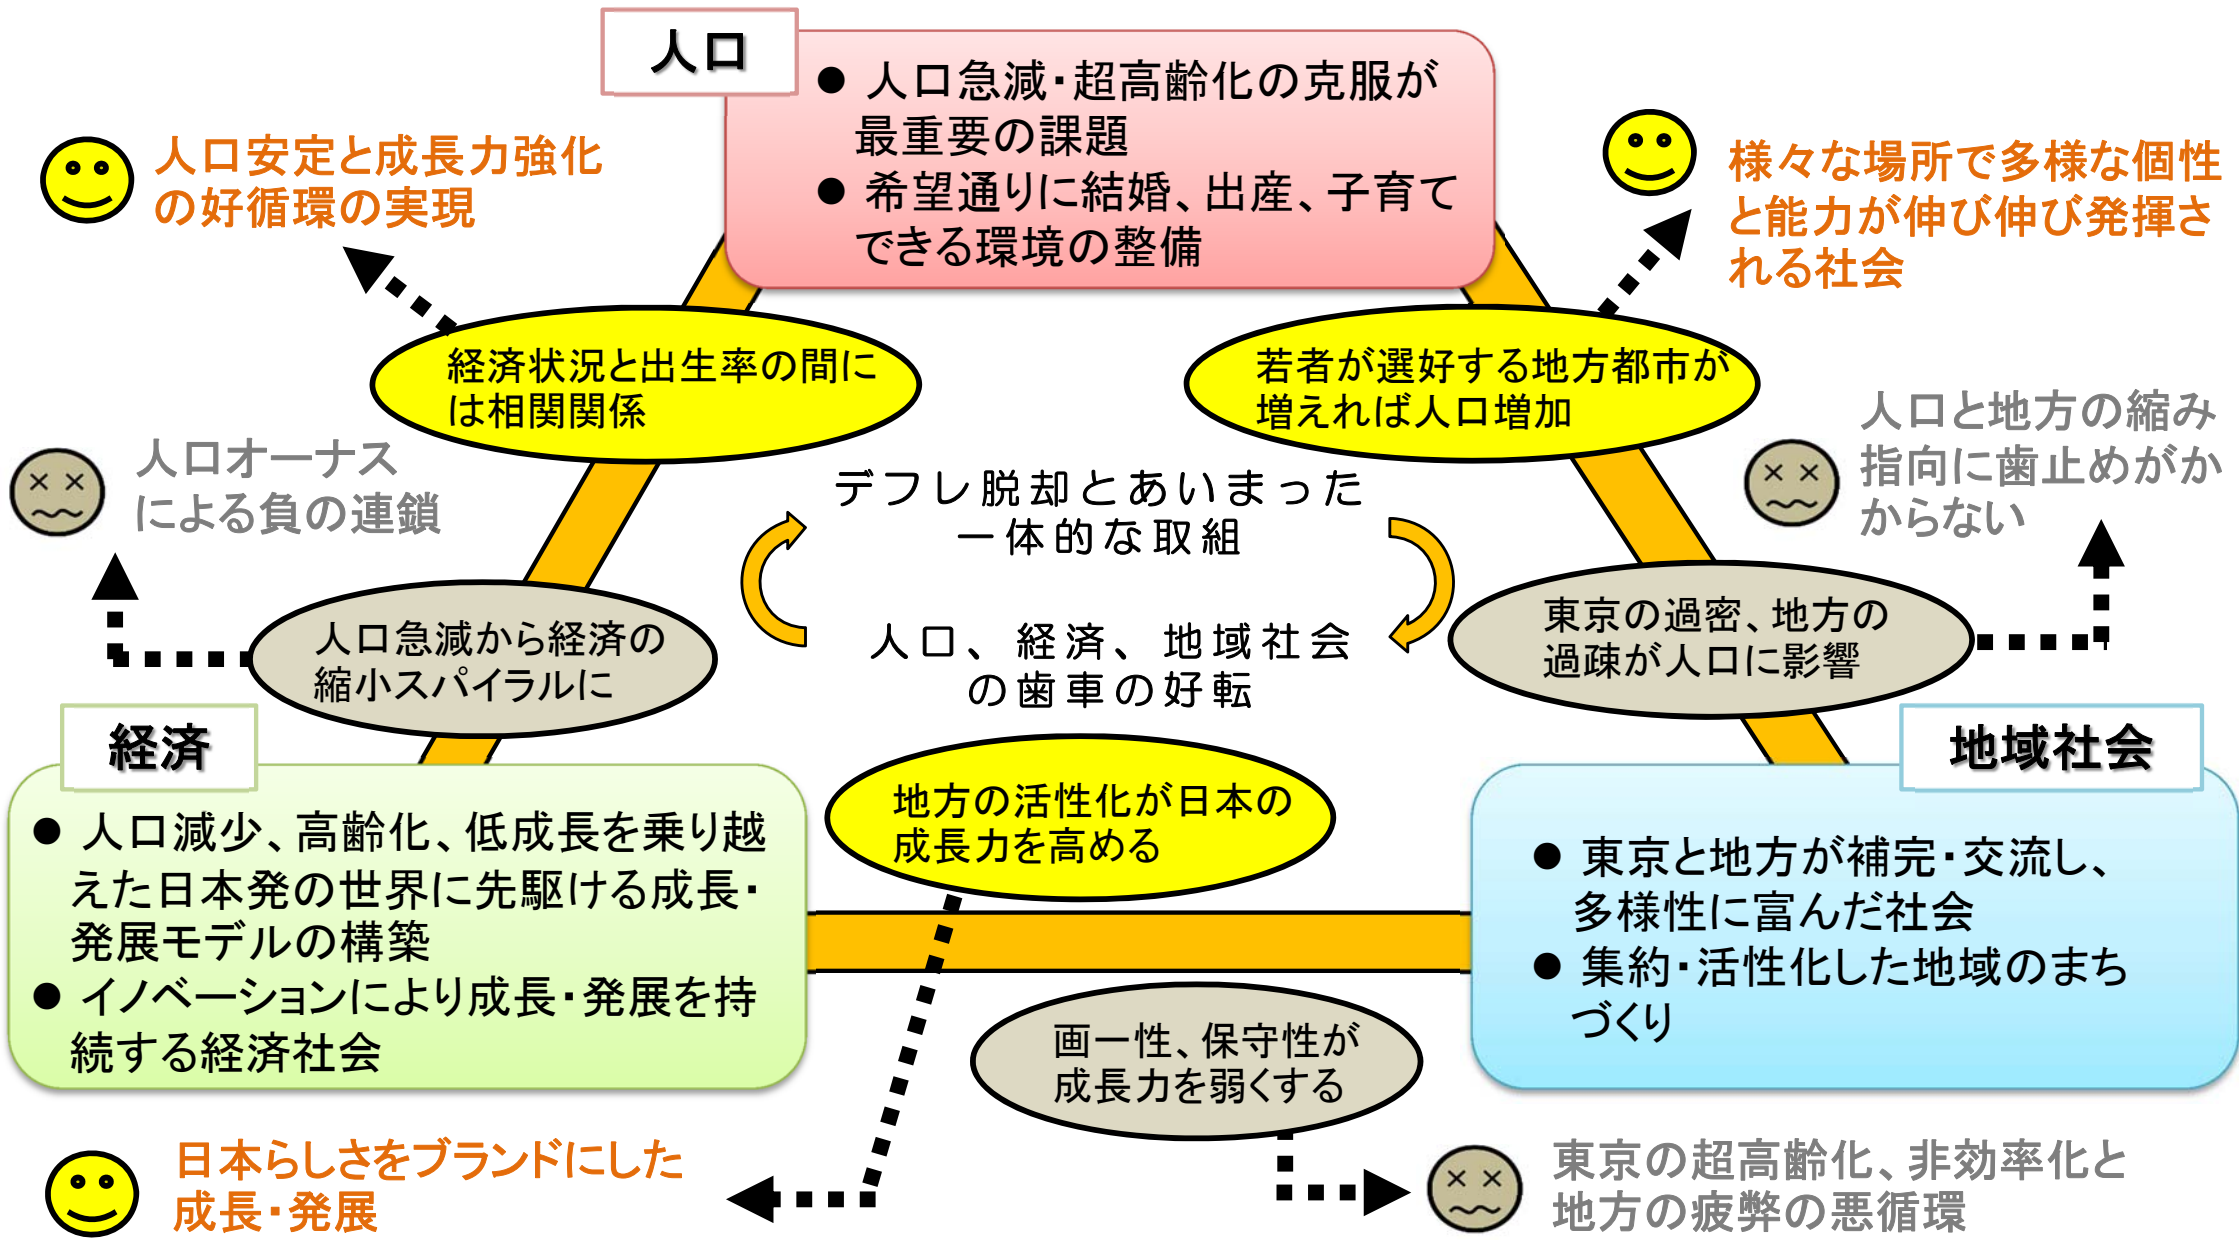 人口
● 人口急減・超高齢化の克服が
最重要の課題
● 希望通りに結婚、出産、子育て
できる環境の整備
人口安定と成長力強化
の好循環の実現
様々な場所で多様な個性
と能力が伸び伸び発揮さ
れる社会
経済状況と出生率の間に
は相関関係
若者が選好する地方都市が
増えれば人口増加
人口オーナス
による負の連鎖
人口と地方の縮み
指向に歯止めがか
からない
デフレ脱却とあいまった
一体的な取組
人口、経済、地域社会
の歯車の好転
人口急減から経済の
縮小スパイラルに
東京の過密、地方の
過疎が人口に影響
経済
● 人口減少、高齢化、低成長を乗り越
えた日本発の世界に先駆ける成長・
発展モデルの構築
● イノベーションにより成長・発展を持
続する経済社会
地方の活性化が日本の
成長力を高める
地域社会
● 東京と地方が補完・交流し、
多様性に富んだ社会
● 集約・活性化した地域のまち
づくり
画一性、保守性が
成長力を弱くする
日本らしさをブランドにした
成長・発展
東京の超高齢化、非効率化と
地方の疲弊の悪循環